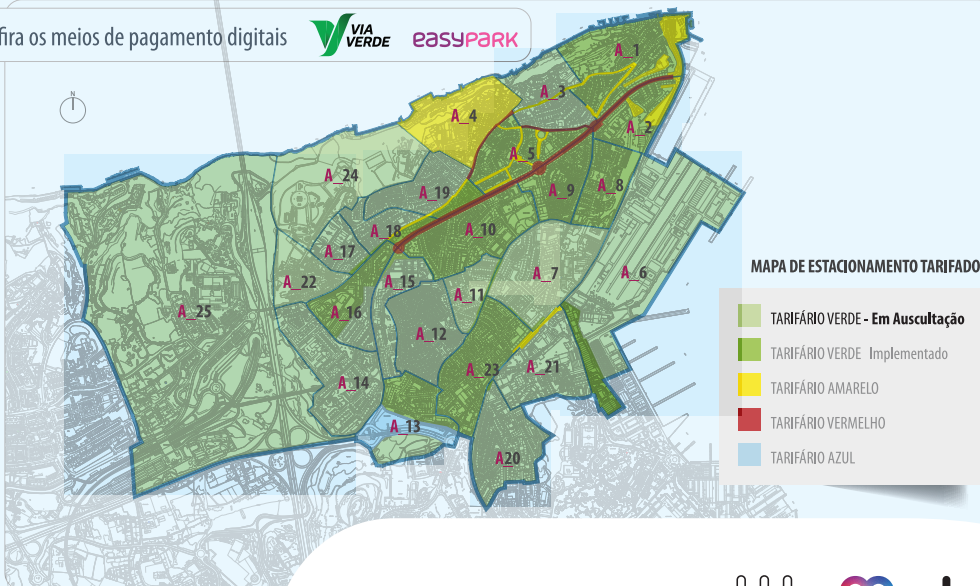 fira os meios de pagamento digitais
VIA VERDE
easyPARK
N
A_1
A_3
A_4
A_2
A_5
A_24
A_19
A_9
A_8
A_18
A_10
A_17
A_7
A_6
A_22
A_15
A_11
A_25
A_16
A_12
A_23
A_21
A_14
A_13
A20
MAPA DE ESTACIONAMENTO TARIFADO
TARIFÁRIO VERDE - Em Auscultação
TARIFÁRIO VERDE Implementado
TARIFÁRIO AMARELO
TARIFÁRIO VERMELHO
TARIFÁRIO AZUL